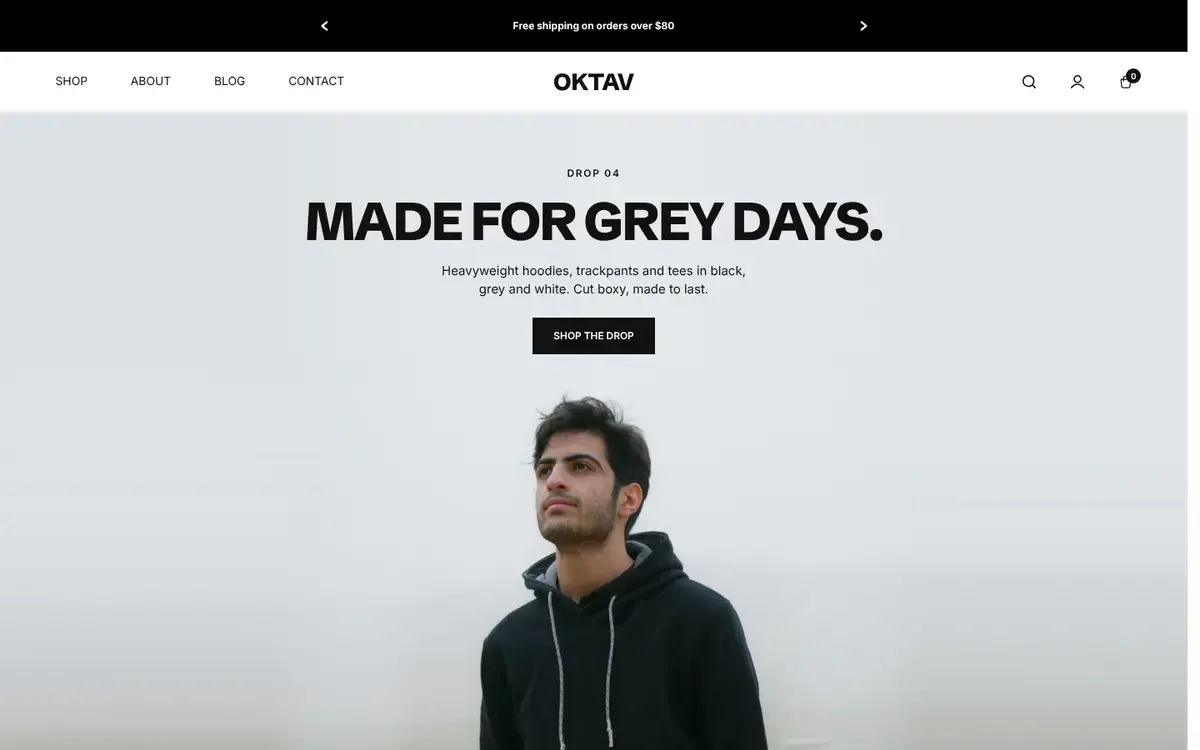 Free shipping on orders over $80
SHOP
ABOUT
BLOG
CONTACT
OKTAV
0
DROP 04
MADE FOR GREY DAYS.
Heavyweight hoodies, trackpants and tees in black,
grey and white. Cut boxy, made to last.
SHOP THE DROP